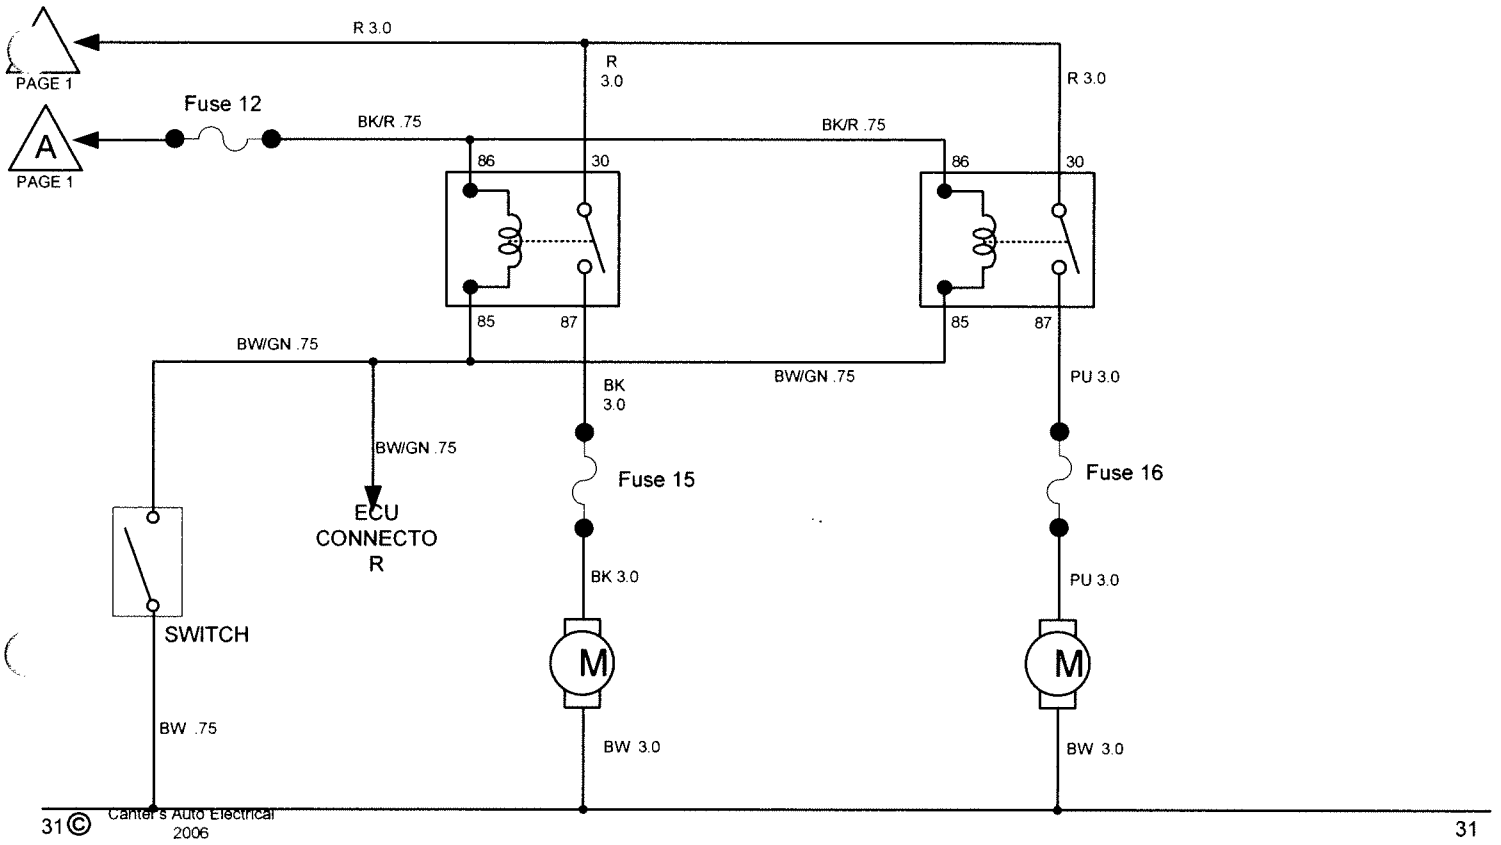 R 3.0
R
3.0
R 3.0
PAGE 1
Fuse 12
BK/R .75
BK/R .75
A
PAGE 1
86
30
86
30
85
87
85
87
BW/GN .75
BW/GN .75
BK
3.0
PU 3.0
BW/GN .75
Fuse 15
Fuse 16
ECU
CONNECTO
R
BK 3.0
PU 3.0
SWITCH
M
M
BW .75
BW 3.0
BW 3.0
31 © Canter's Auto Electrical
2006
31